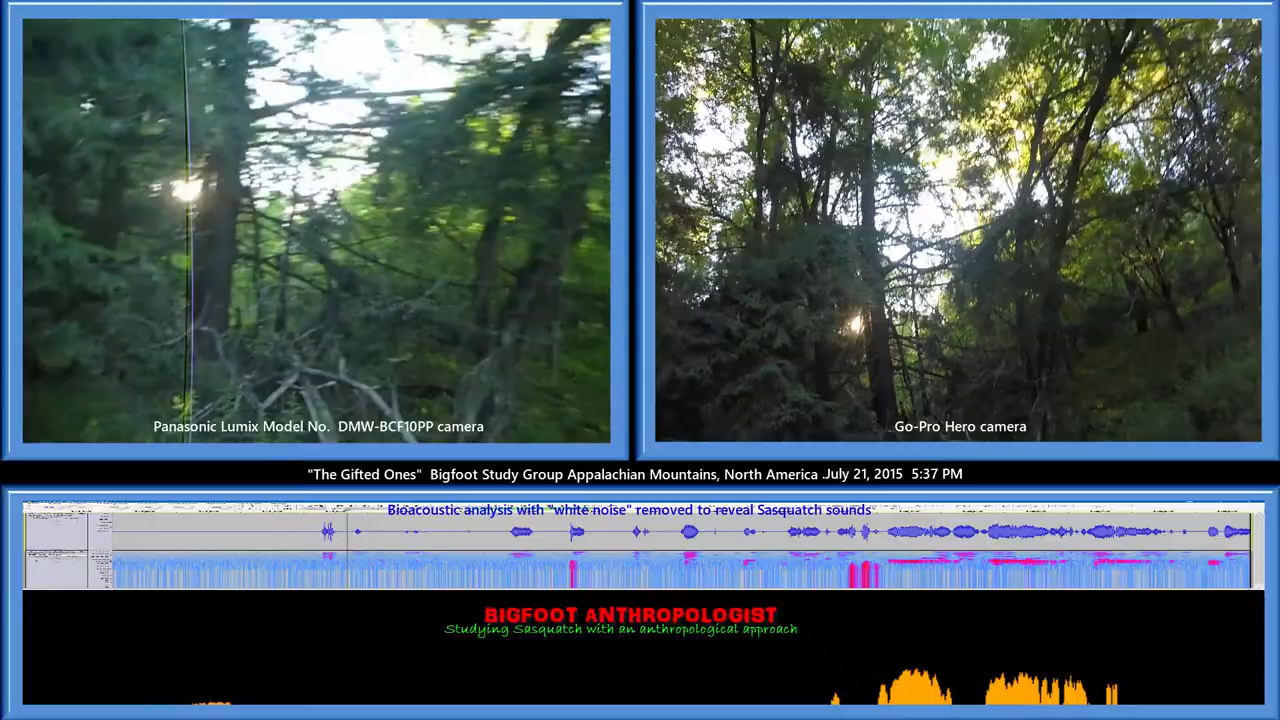 Panasonic Lumix Model No.  DMW-BCF10PP camera
Go-Pro Hero camera
"The Gifted Ones"  Bigfoot Study Group Appalachian Mountains, North America .July 21, 2015  5:37 PM
Bioacoustic analysis with "white noise" removed to reveal Sasquatch sounds
BIGFOOT ANTHROPOLOGIST
Studying Sasquatch with an anthropological approach